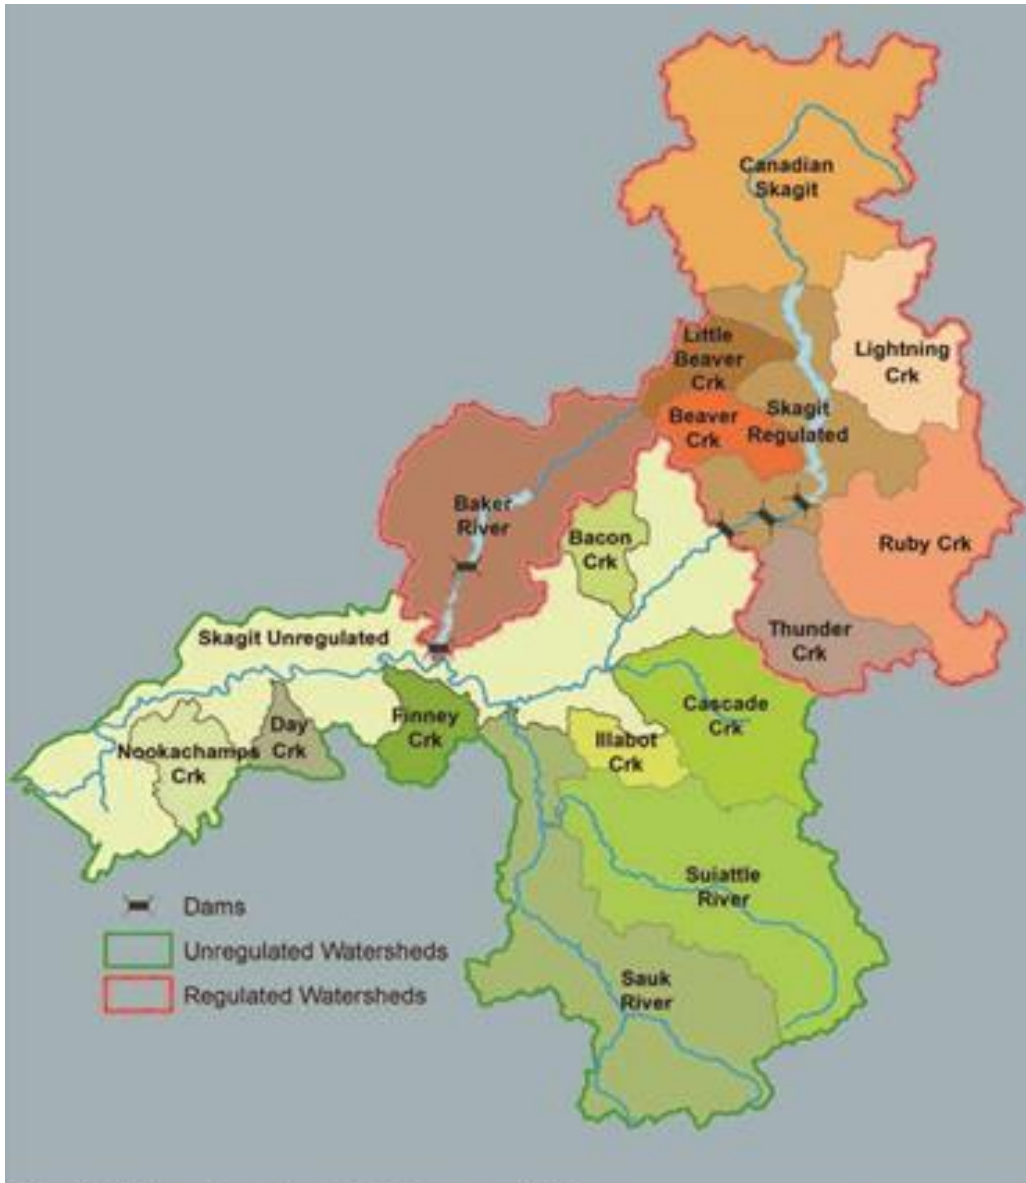 Canadian
Skagit
Lightning
Crk
Little
Beaver
Crk
Beaver
Crk
Skagit
Regulated
Baker
River
Bacon
Crk
Ruby Crk
Thunder
Crk
Skagit Unregulated
Cascade
Crk
Finney
Crk
Day
Crk
Illabot
Crk
Nookachamps
Crk
Suiattle
River
Sauk
River
Dams
Unregulated Watersheds
Regulated Watersheds